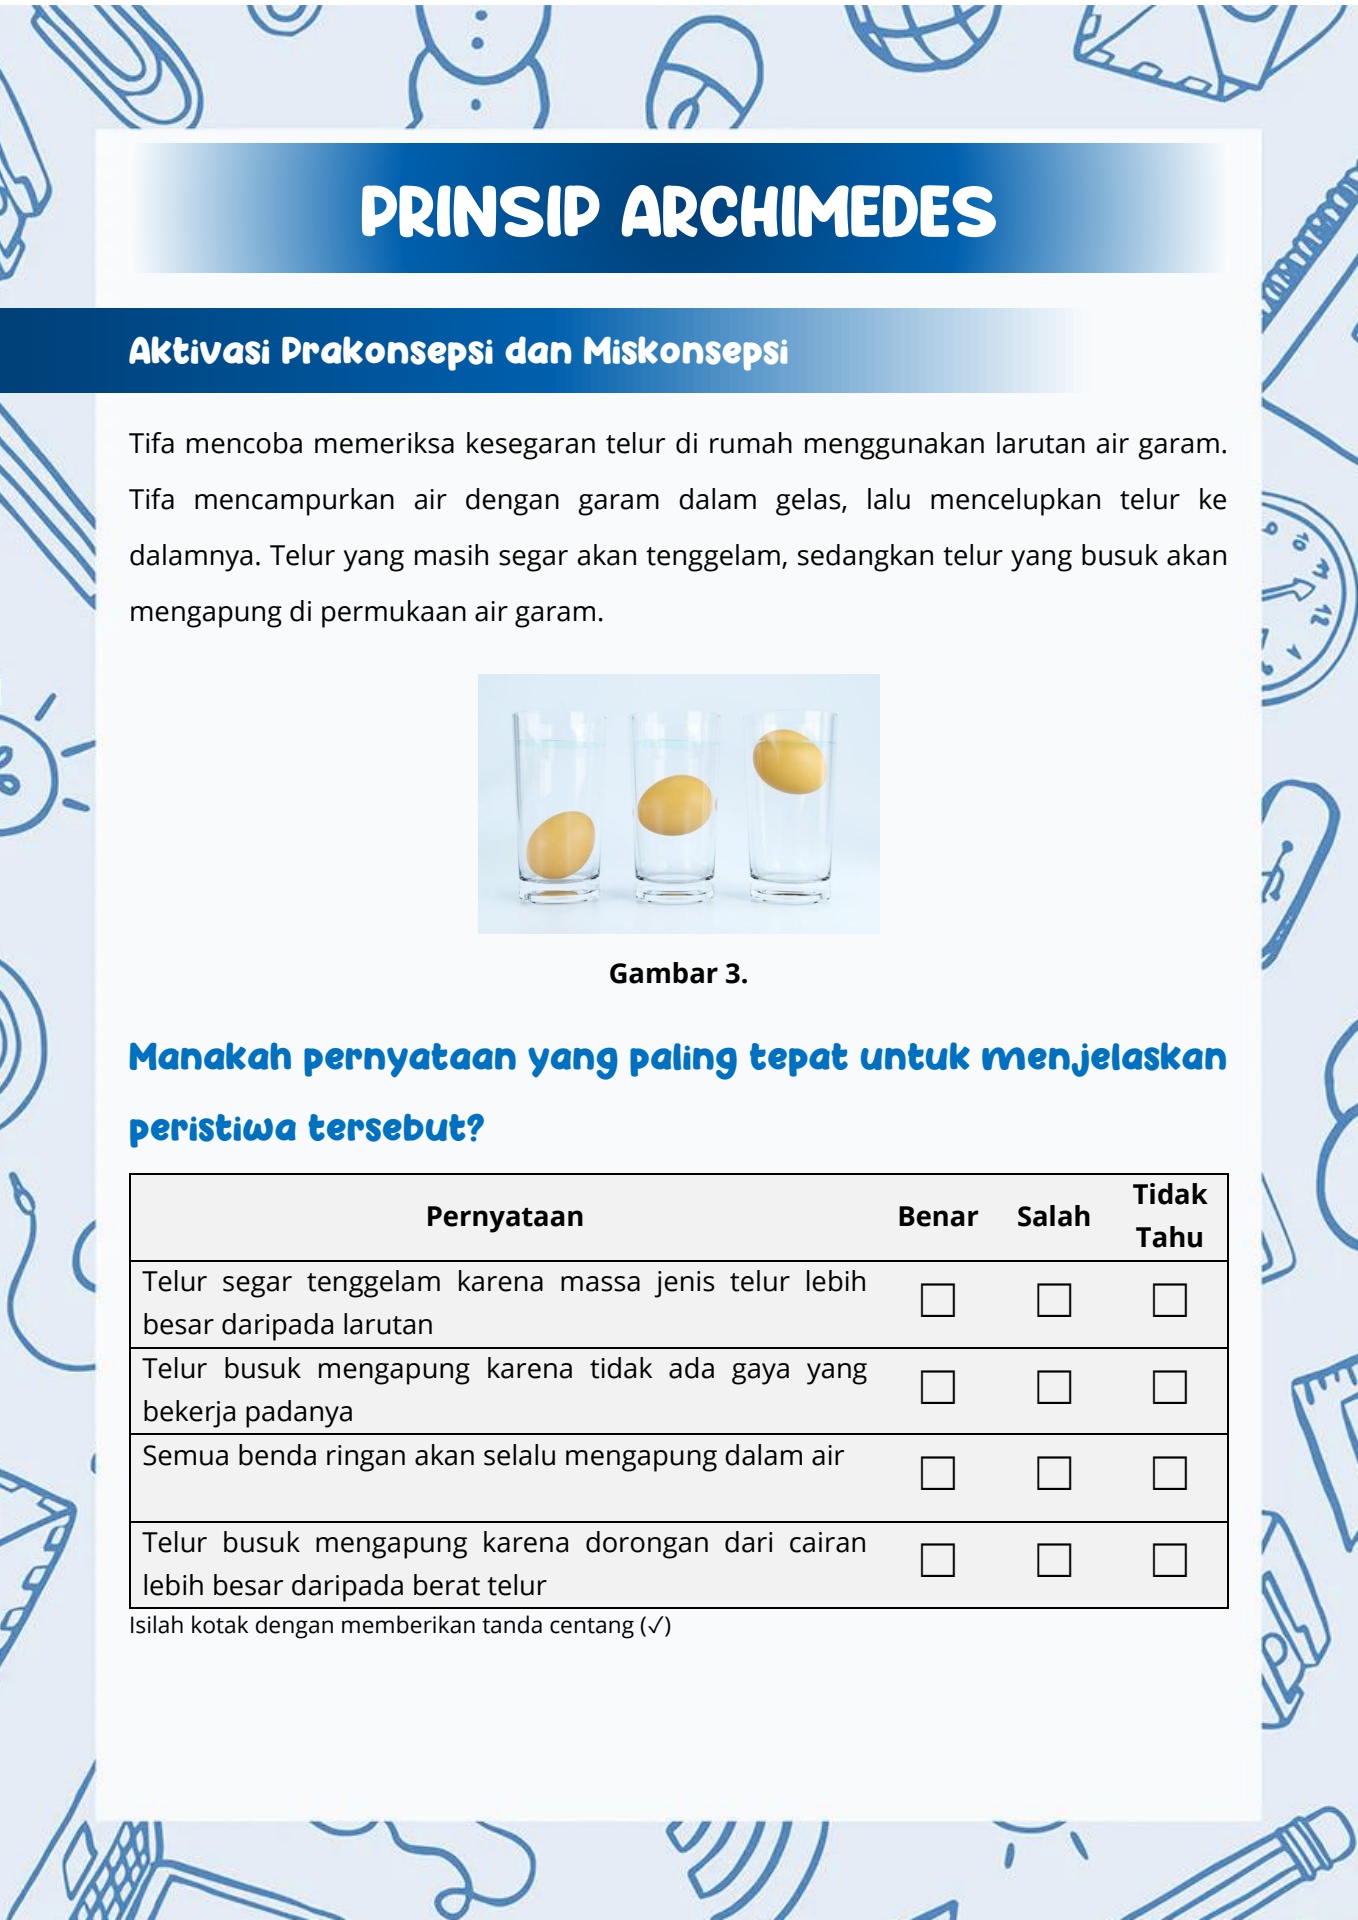 PRINSIP ARCHIMEDES
Aktivasi Prakonsepsi dan Miskonsepsi
Tifa mencoba memeriksa kesegaran telur di rumah menggunakan larutan air garam.
Tifa mencampurkan air dengan garam dalam gelas, lalu mencelupkan telur ke
dalamnya. Telur yang masih segar akan tenggelam, sedangkan telur yang busuk akan
mengapung di permukaan air garam.
Gambar 3.
Manakah pernyataan yang paling tepat untuk menjelaskan
peristiwa tersebut?
Pernyataan Benar Salah Tidak
Tahu
Telur segar tenggelam karena massa jenis telur lebih
besar daripada larutan
Telur busuk mengapung karena tidak ada gaya yang
bekerja padanya
Semua benda ringan akan selalu mengapung dalam air
Telur busuk mengapung karena dorongan dari cairan
lebih besar daripada berat telur
Isilah kotak dengan memberikan tanda centang (✓)